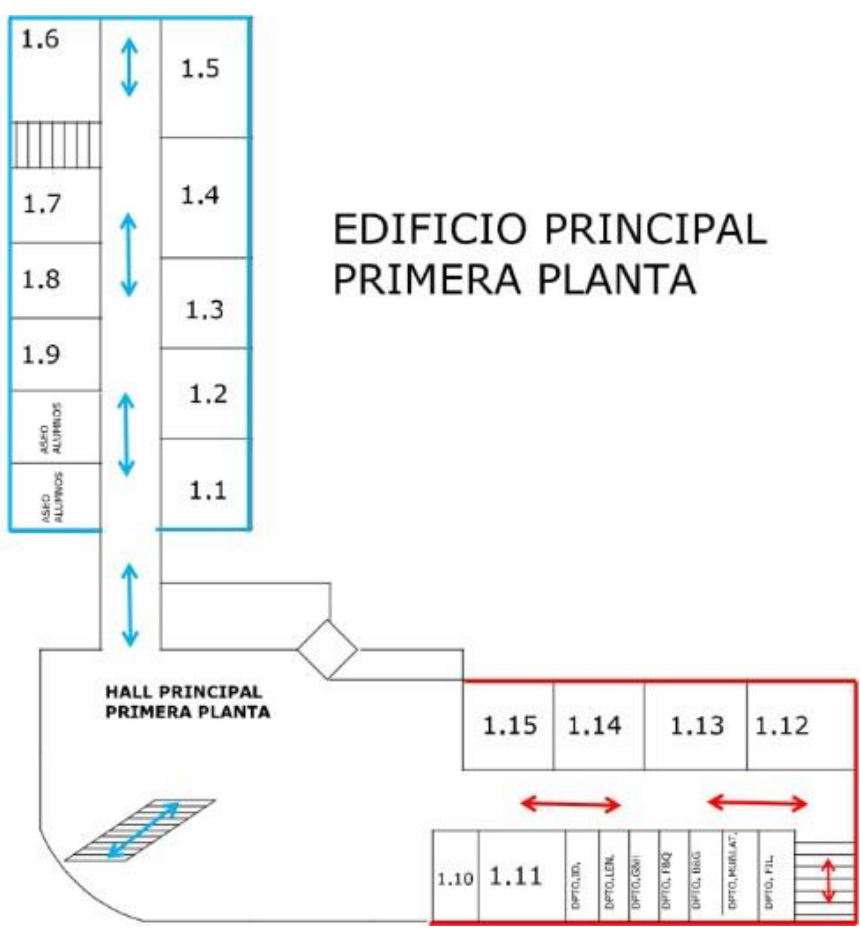 1.6
1.5
1.7
1.4
EDIFICIO PRINCIPAL
PRIMERA PLANTA
1.8
1.3
1.9
1.2
ASEO
ALUMNOS
1.1
ASEO
ALUMNOS
HALL PRINCIPAL
PRIMERA PLANTA
1.15
1.14
1.13
1.12
1.10
1.11
DPTO,LEN,
DPTO, F&Q
DPTO, B&G
DPTO, FIL,